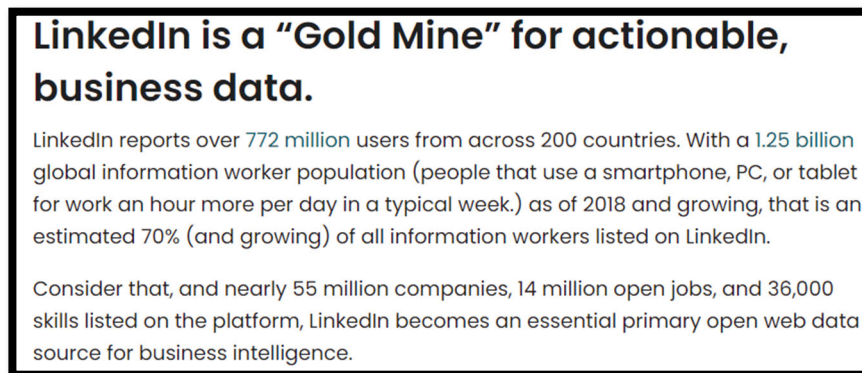 LinkedIn is a “Gold Mine” for actionable,
business data.
LinkedIn reports over 772 million users from across 200 countries. With a 1.25 billion
global information worker population (people that use a smartphone, PC, or tablet
for work an hour more per day in a typical week.) as of 2018 and growing, that is an
estimated 70% (and growing) of all information workers listed on LinkedIn.
Consider that, and nearly 55 million companies, 14 million open jobs, and 36,000
skills listed on the platform, LinkedIn becomes an essential primary open web data
source for business intelligence.